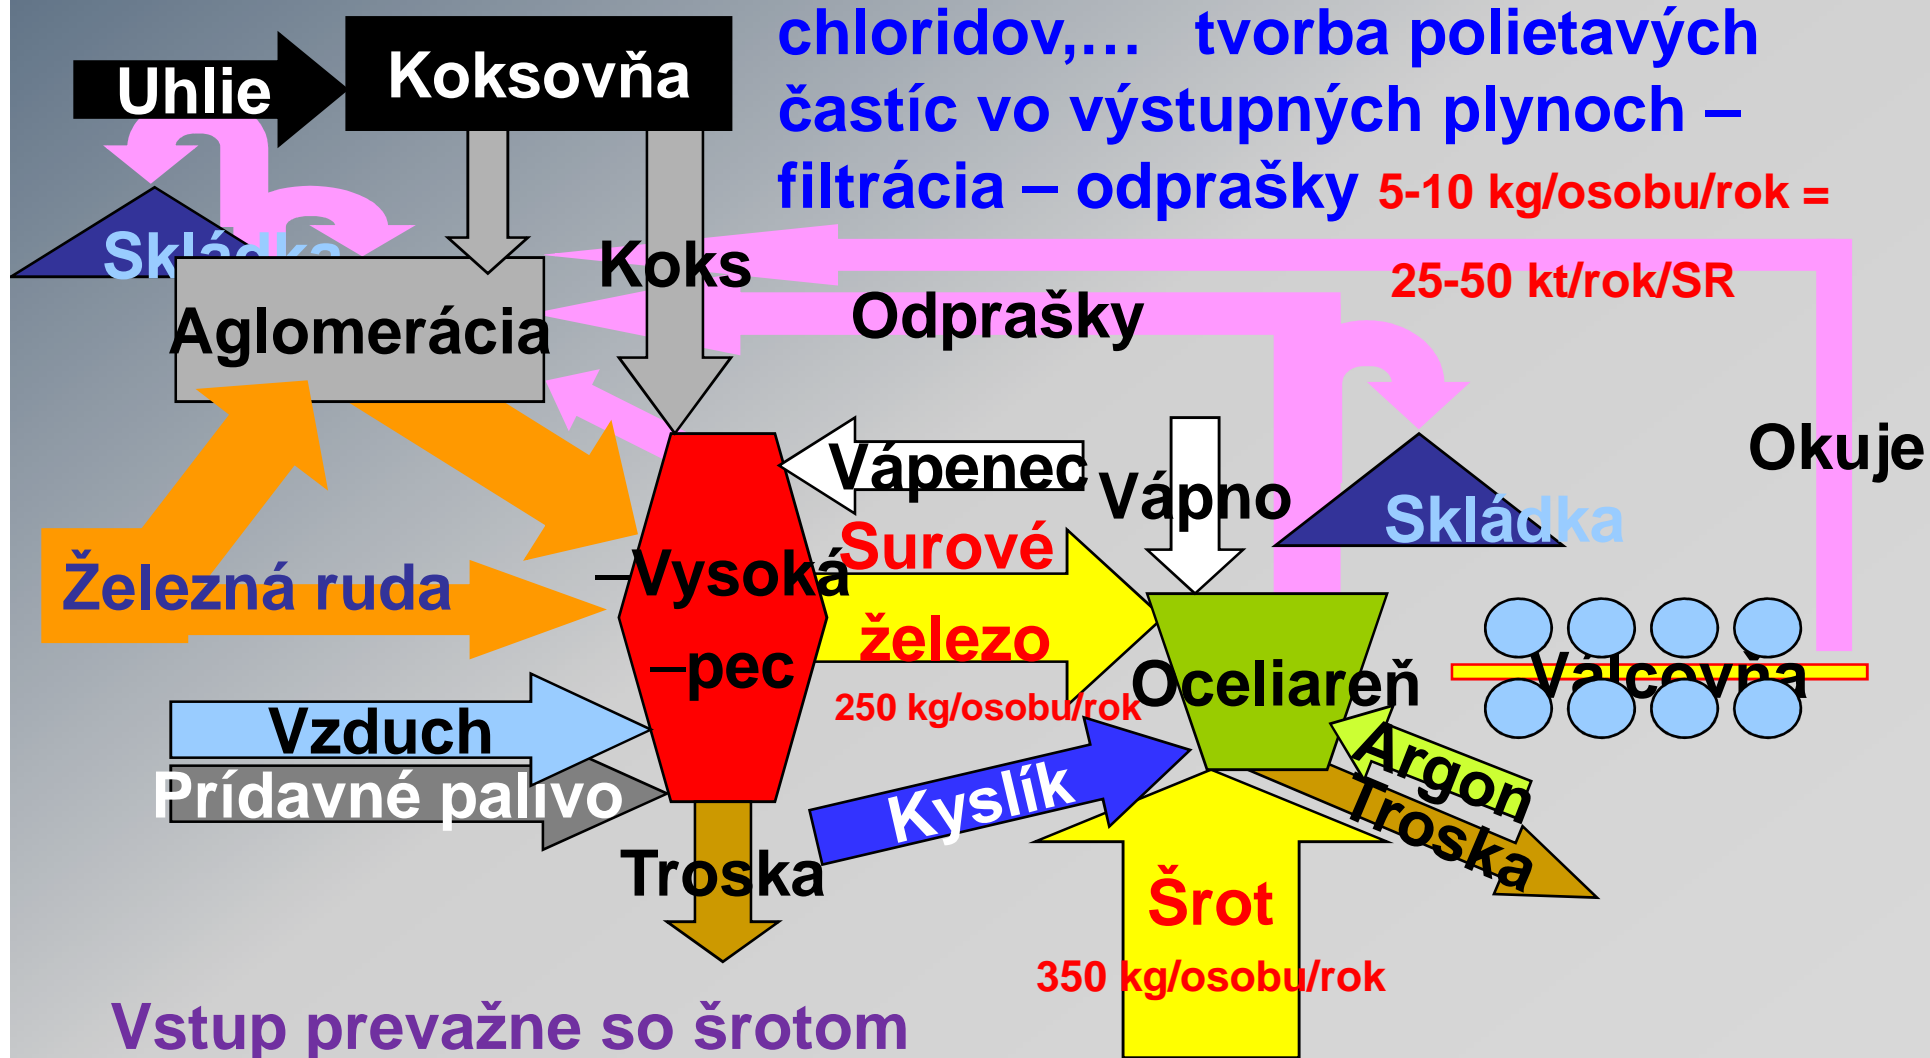 chloridov,… tvorba polietavých
častíc vo výstupných plynoch –
filtrácia – odprašky 5-10 kg/osobu/rok =
25-50 kt/rok/SR
Uhlie
Koksovňa
Skládka
Koks
Aglomerácia
Odprašky
Okuje
Vápenec
Vápno
Skládka
Železná ruda
–Vysoká
–pec
Surové
železo
250 kg/osobu/rok
Oceliareň
Válcovňa
Vzduch
Prídavné palivo
Kyslík
Argon
Troska
Troska
Šrot
350 kg/osobu/rok
Vstup prevažne so šrotom